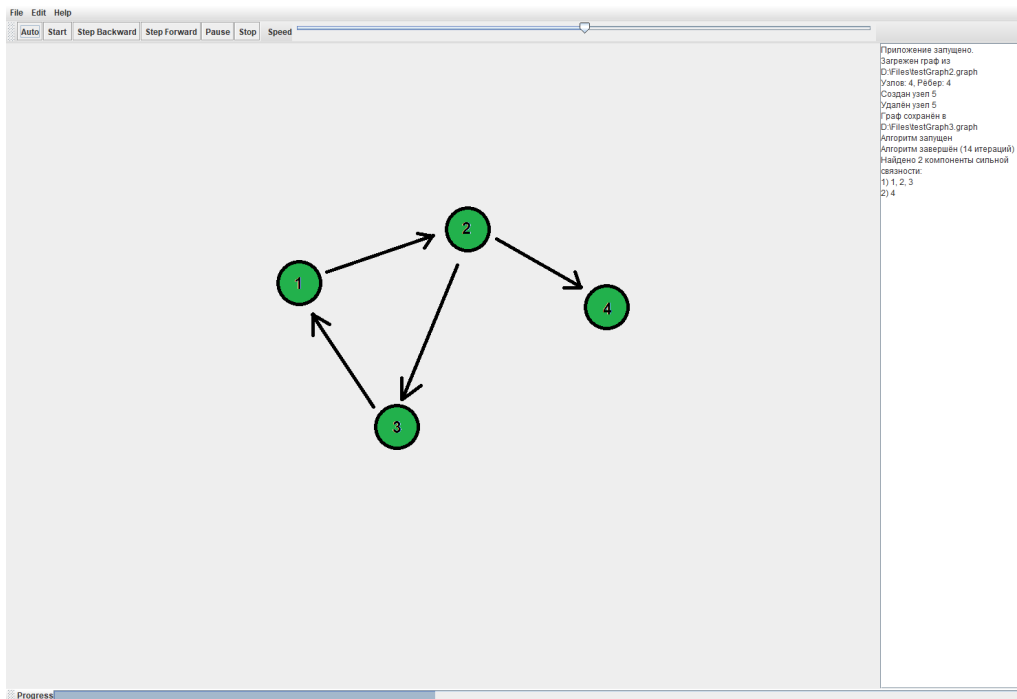 File Edit Help
Auto Start Step Backward Step Forward Pause Stop Speed
Приложение запущено.
Загрежен граф из
D:\Files\testGraph2.graph
Узлов: 4, Рёбер: 4
Создан узел 5
Удалён узел 5
Граф сохранён в
D:\Files\testGraph3.graph
Алгоритм запущен
Алгоритм завершён (14 итераций)
Найдено 2 компоненты сильной
связности:
1) 1, 2, 3
2) 4
2
1
4
3
Progress